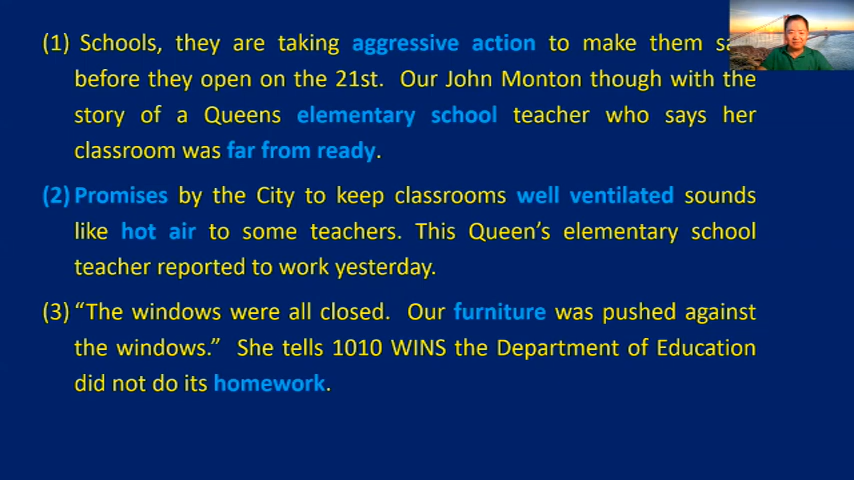 (1) Schools, they are taking aggressive action to make them
before they open on the 21st. Our John Monton though with the
story of a Queens elementary school teacher who says her
classroom was far from ready.
(2) Promises by the City to keep classrooms well ventilated sounds
like hot air to some teachers. This Queen's elementary school
teacher reported to work yesterday.
(3) “The windows were all closed. Our furniture was pushed against
the windows.” She tells 1010 WINS the Department of Education
did not do its homework.